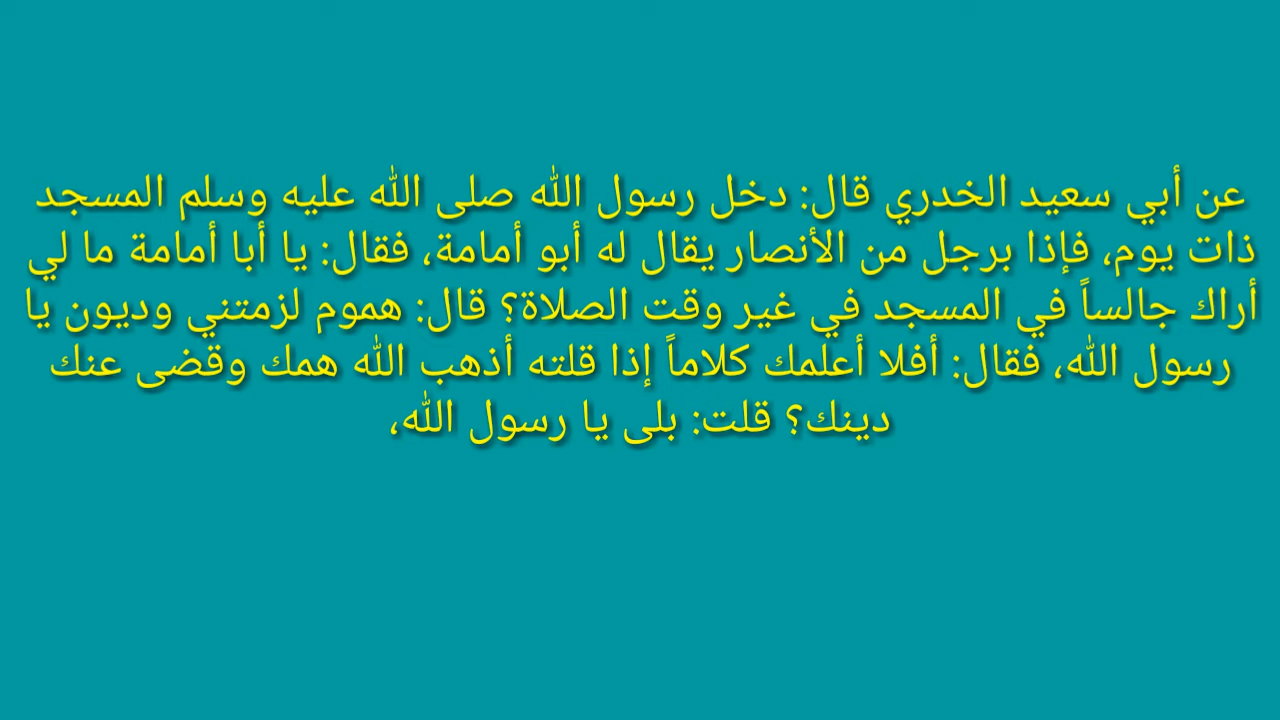 عن أبي سعيد الخدري قال: دخل رسول الله صلى الله عليه وسلم المسجد
ذات يوم، فإذا برجل من الأنصار يقال له أبو أمامة، فقال: يا أبا أمامة ما لي
أراك جالساً في المسجد في غير وقت الصلاة؟ قال: هموم لزمتني وديون يا
رسول الله، فقال: أفلا أعلمك كلاماً إذا قلته أذهب الله همك وقضى عنك
دينك؟ قلت: بلى يا رسول الله،